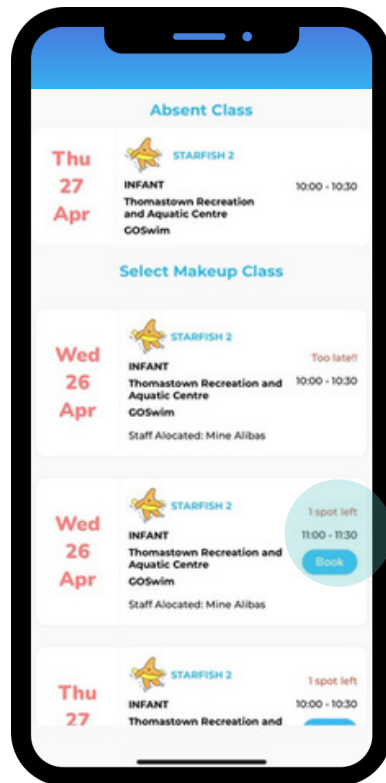 Absent Class
Thu
27
Apr
STARFISH 2
INFANT
10:00 - 10:30
Thomastown Recreation
and Aquatic Centre
GOSwim
Select Makeup Class
Wed
26
Apr
STARFISH 2
Too late!!
INFANT
Thomastown Recreation and
10:00 - 10:30
Aquatic Centre
GOSwim
Staff Alocated: Mine Alibas
Wed
26
Apr
STARFISH 2
1 spot left
INFANT
11:00 - 11:30
Thomastown Recreation and
Aquatic Centre
Book
GOSwim
Staff Alocated: Mine Alibas
Thu
27
STARFISH 2
1 spot left
INFANT
10:00 - 10:30
Thomastown Recreation and